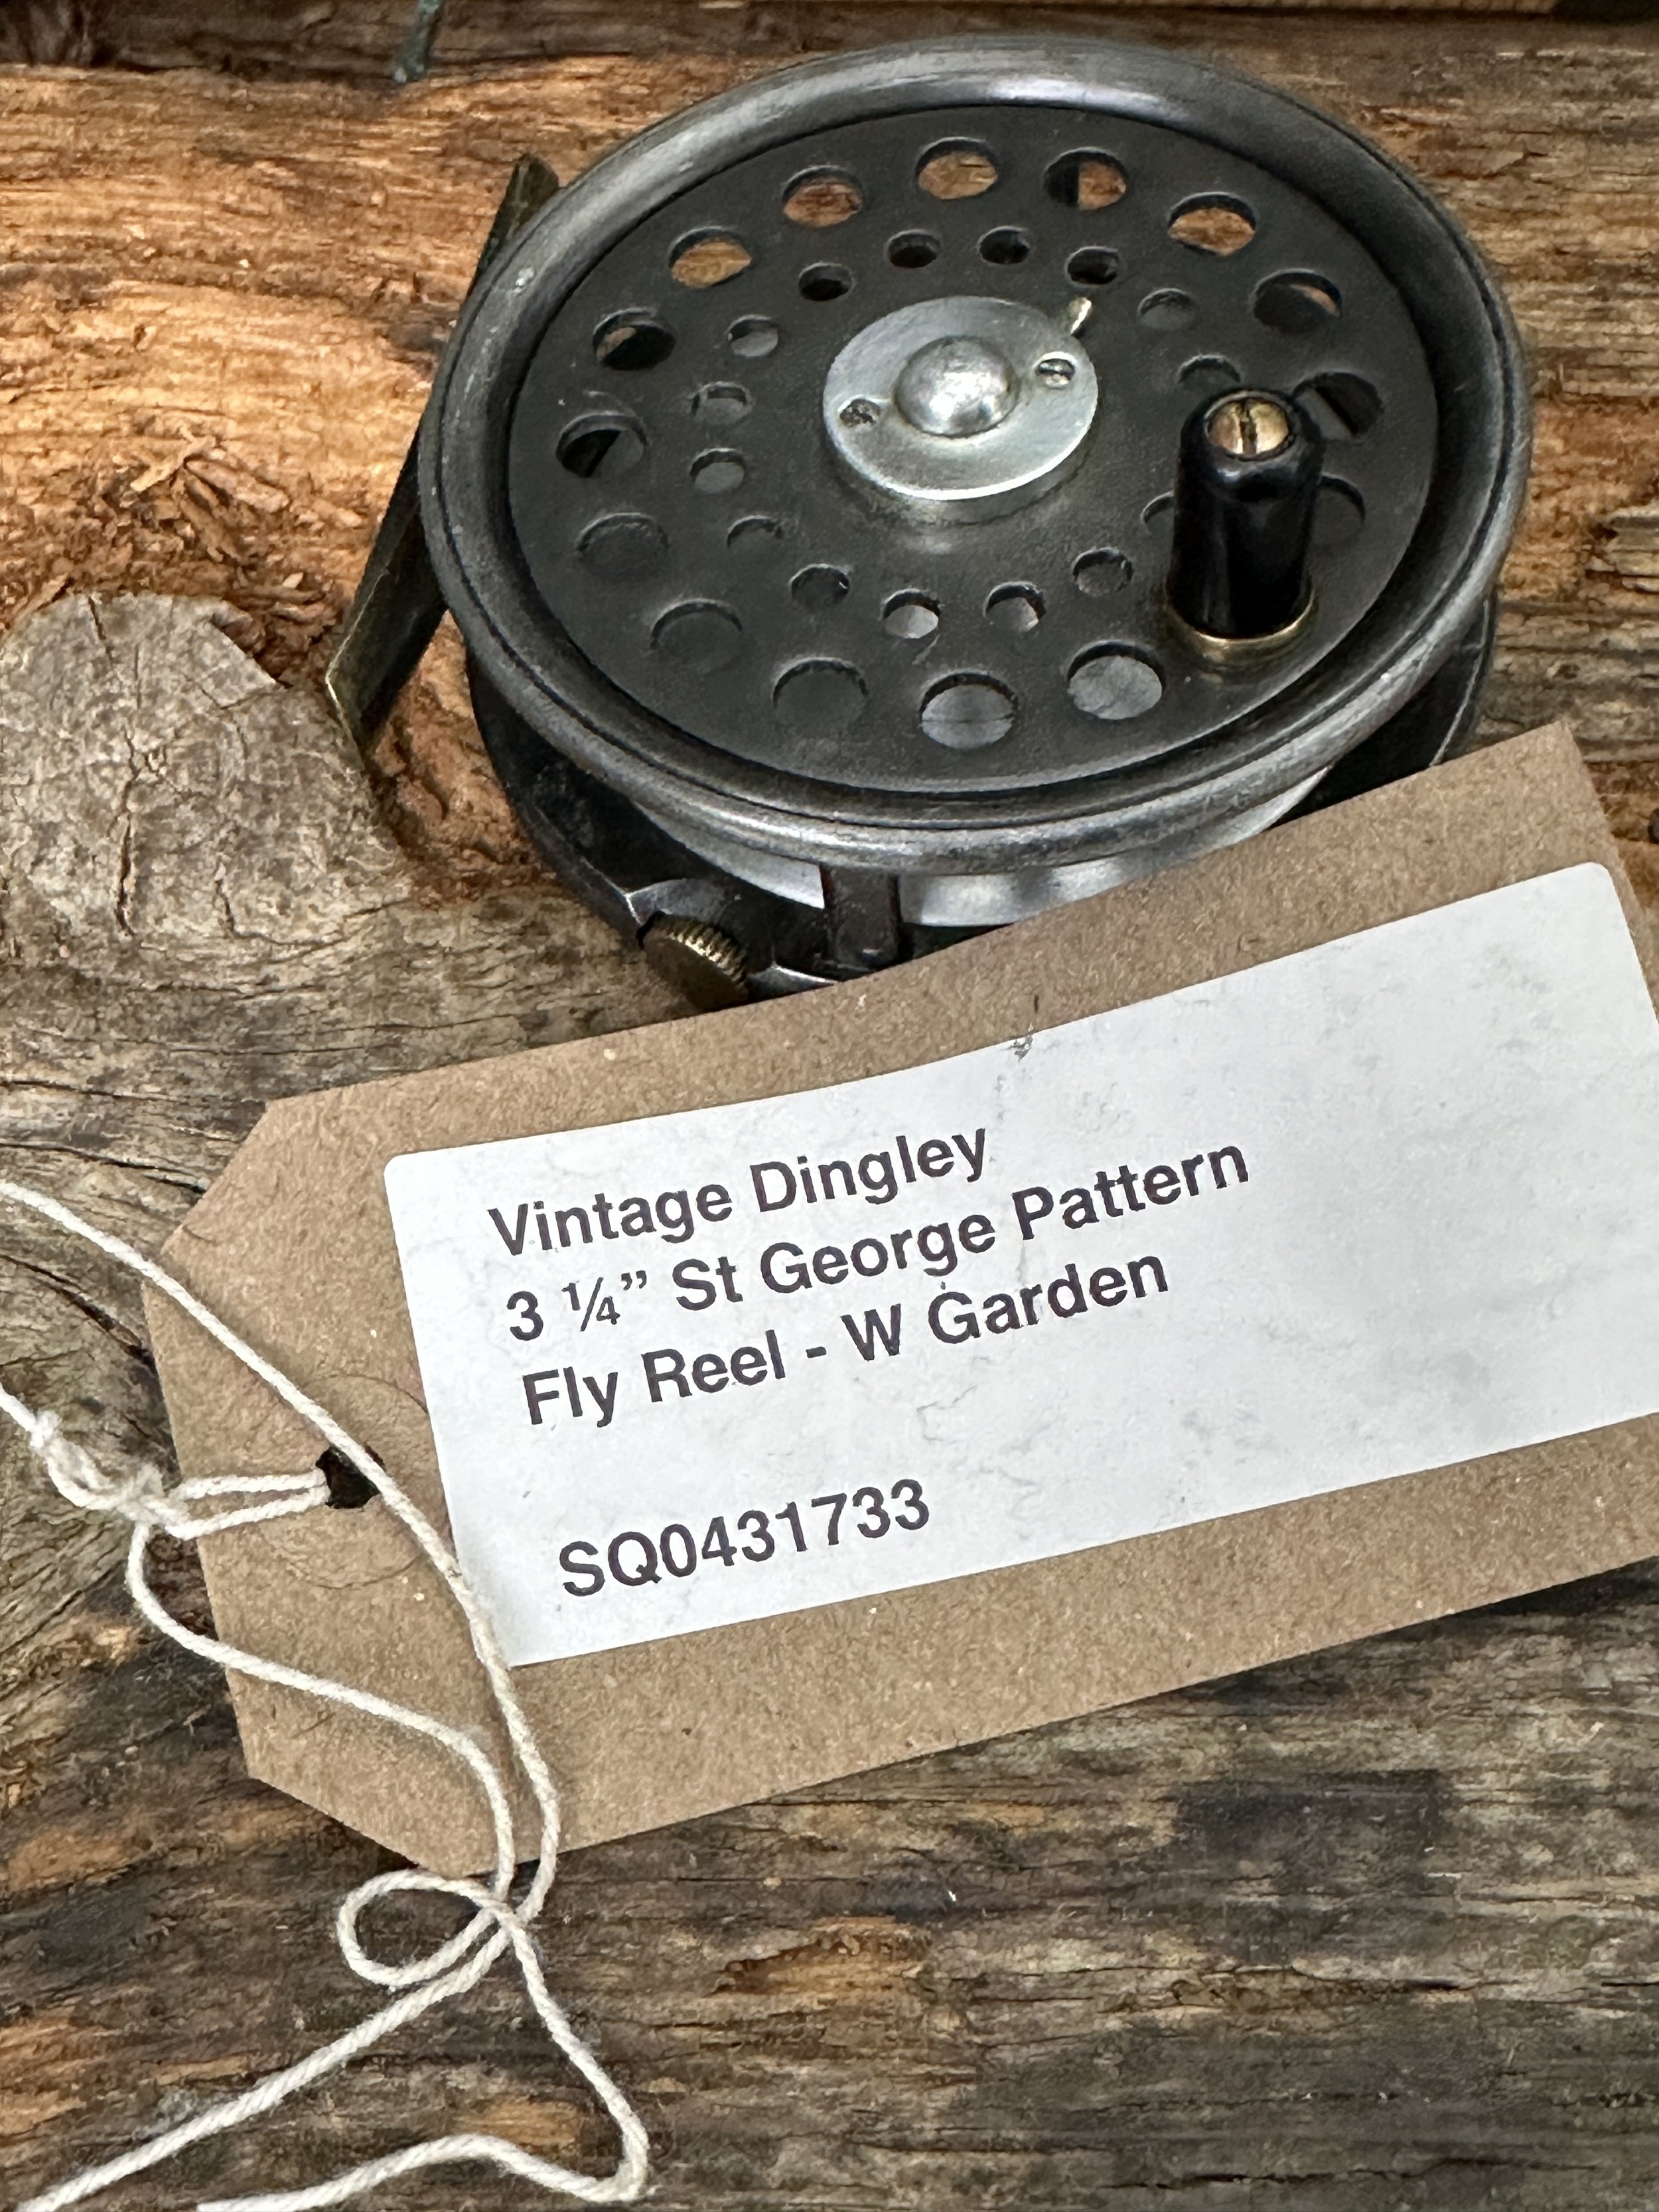 Vintage Dingley
3 ¼” St George Pattern
Fly Reel - W Garden
SQ0431733